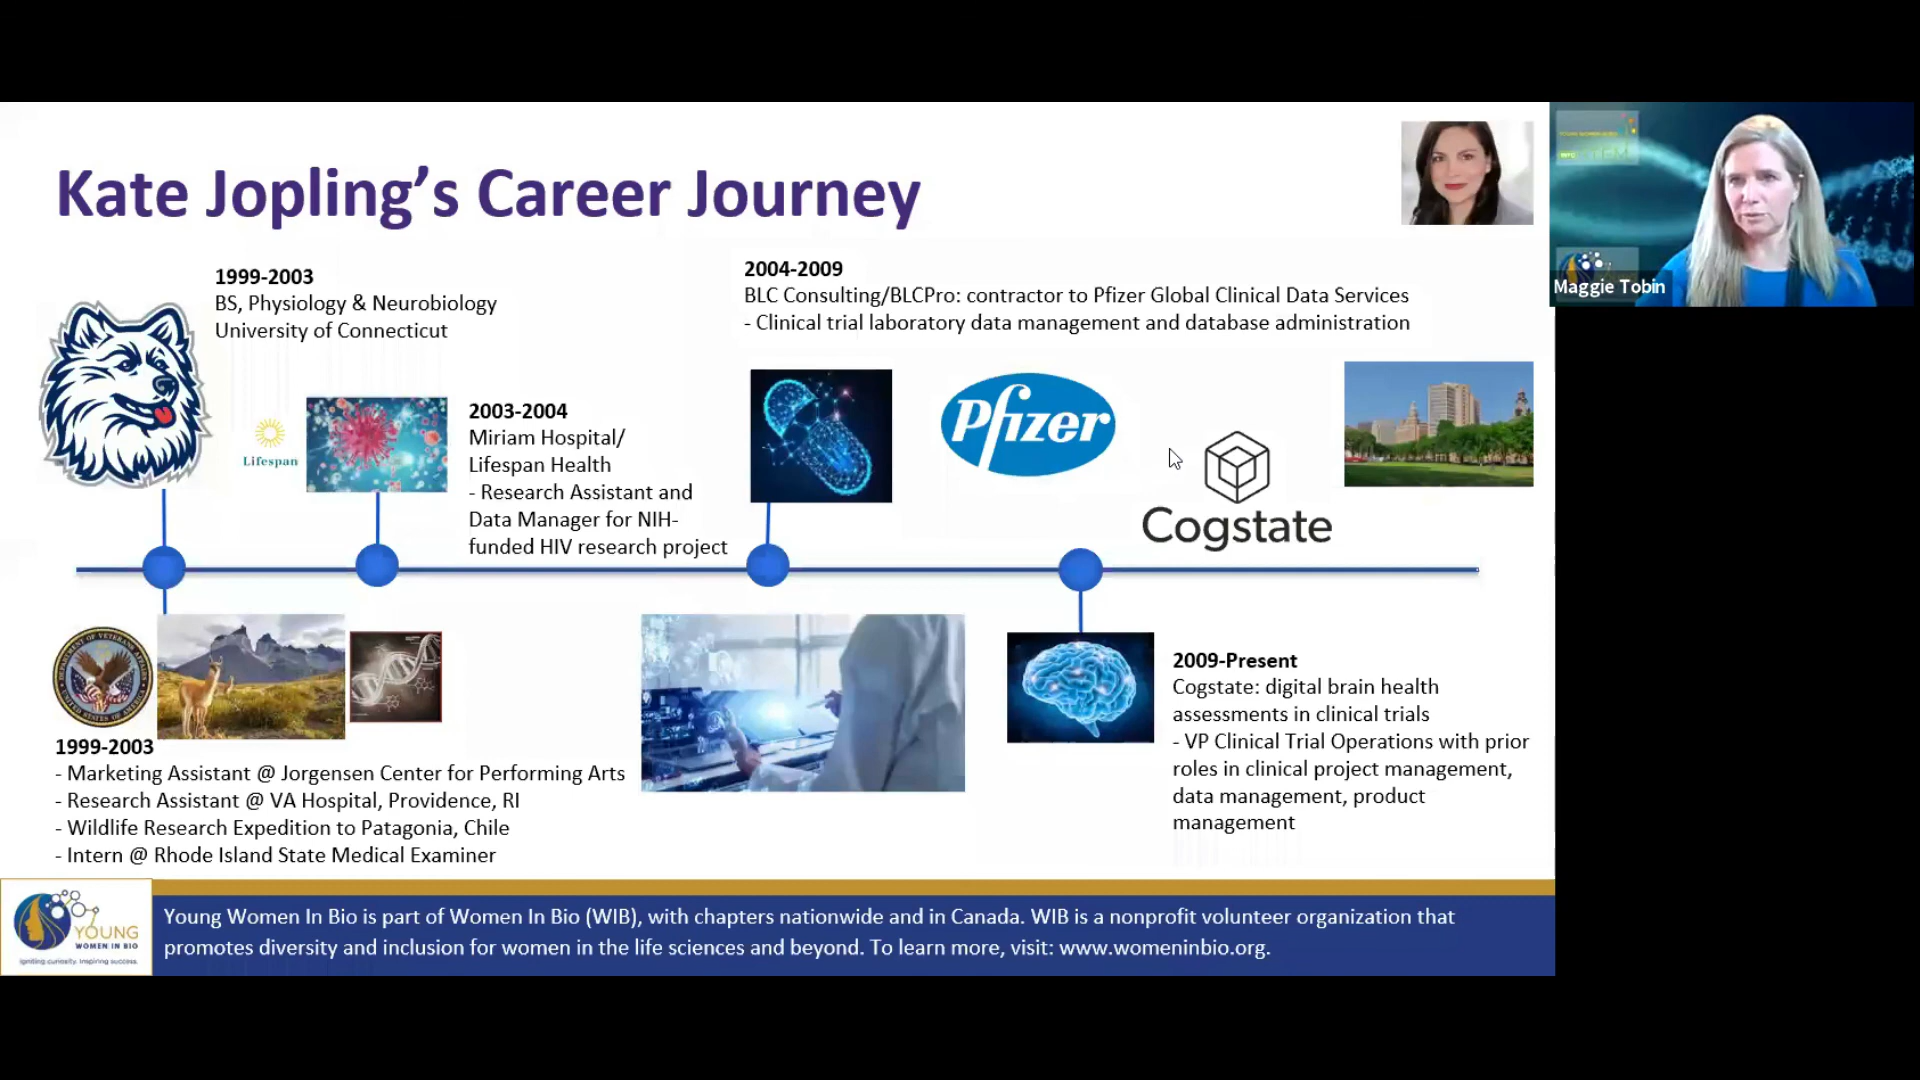 Kate Jopling’s Career Journey
1999-2003
BS, Physiology & Neurobiology
University of Connecticut
Lifespan
2003-2004
Miriam Hospital/
Lifespan Health
- Research Assistant and
Data Manager for NIH-
funded HIV research project
2004-2009
BLC Consulting/BLCPro: contractor to Pfizer Global Clinical Data Services
- Clinical trial laboratory data management and database administration
Pfizer
Cogstate
1999-2003
- Marketing Assistant @ Jorgensen Center for Performing Arts
- Research Assistant @ VA Hospital, Providence, RI
- Wildlife Research Expedition to Patagonia, Chile
- Intern @ Rhode Island State Medical Examiner
2009-Present
Cogstate: digital brain health
assessments in clinical trials
- VP Clinical Trial Operations with prior
roles in clinical project management,
data management, product
management
YOUNG
WOMEN IN BIO
Igniting curiosity. Inspiring success.
Young Women In Bio is part of Women In Bio (WIB), with chapters nationwide and in Canada. WIB is a nonprofit volunteer organization that
promotes diversity and inclusion for women in the life sciences and beyond. To learn more, visit: www.womeninbio.org.
Maggie Tobin